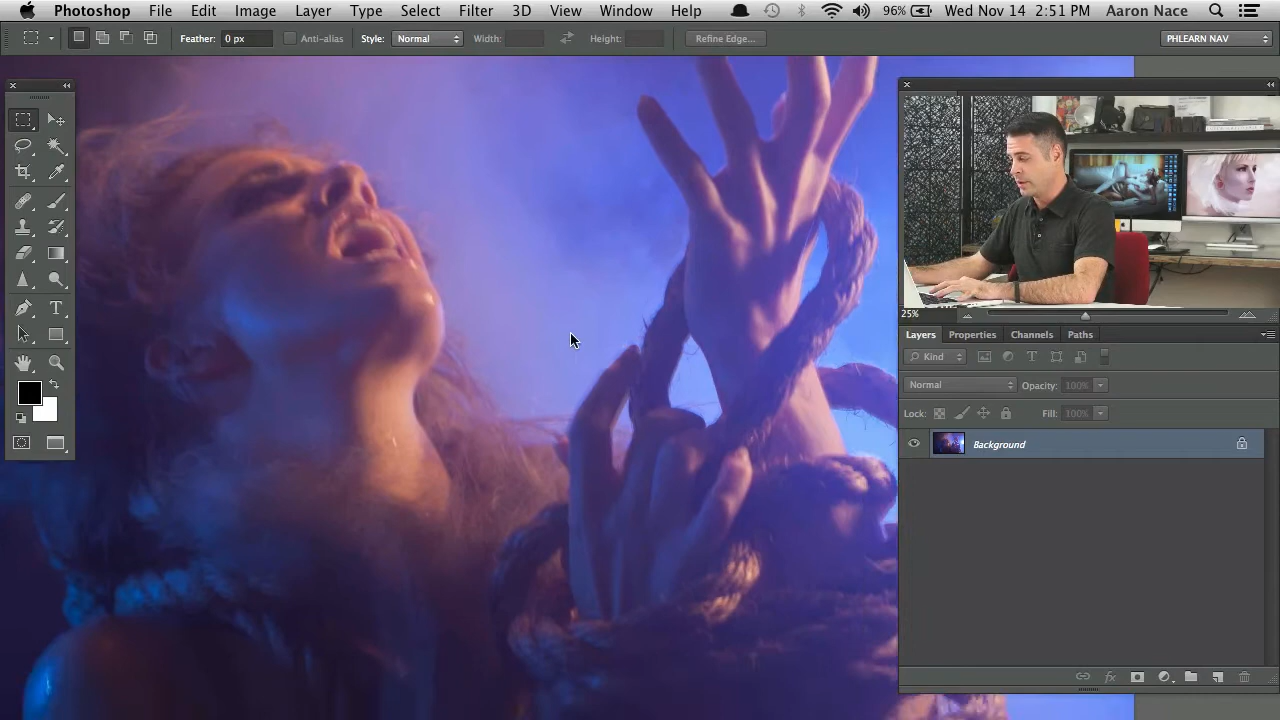 Photoshop File Edit Image Layer Type Select Filter 3D View Window Help 96% Wed Nov 14 2:51 PM Aaron Nace
Feather: 0 px Anti-alias Style: Normal Width: Height: Refine Edge... PHLEARN NAV
25%
Layers Properties Channels Paths
Kind
Normal Opacity: 100%
Lock: Fill: 100%
Background